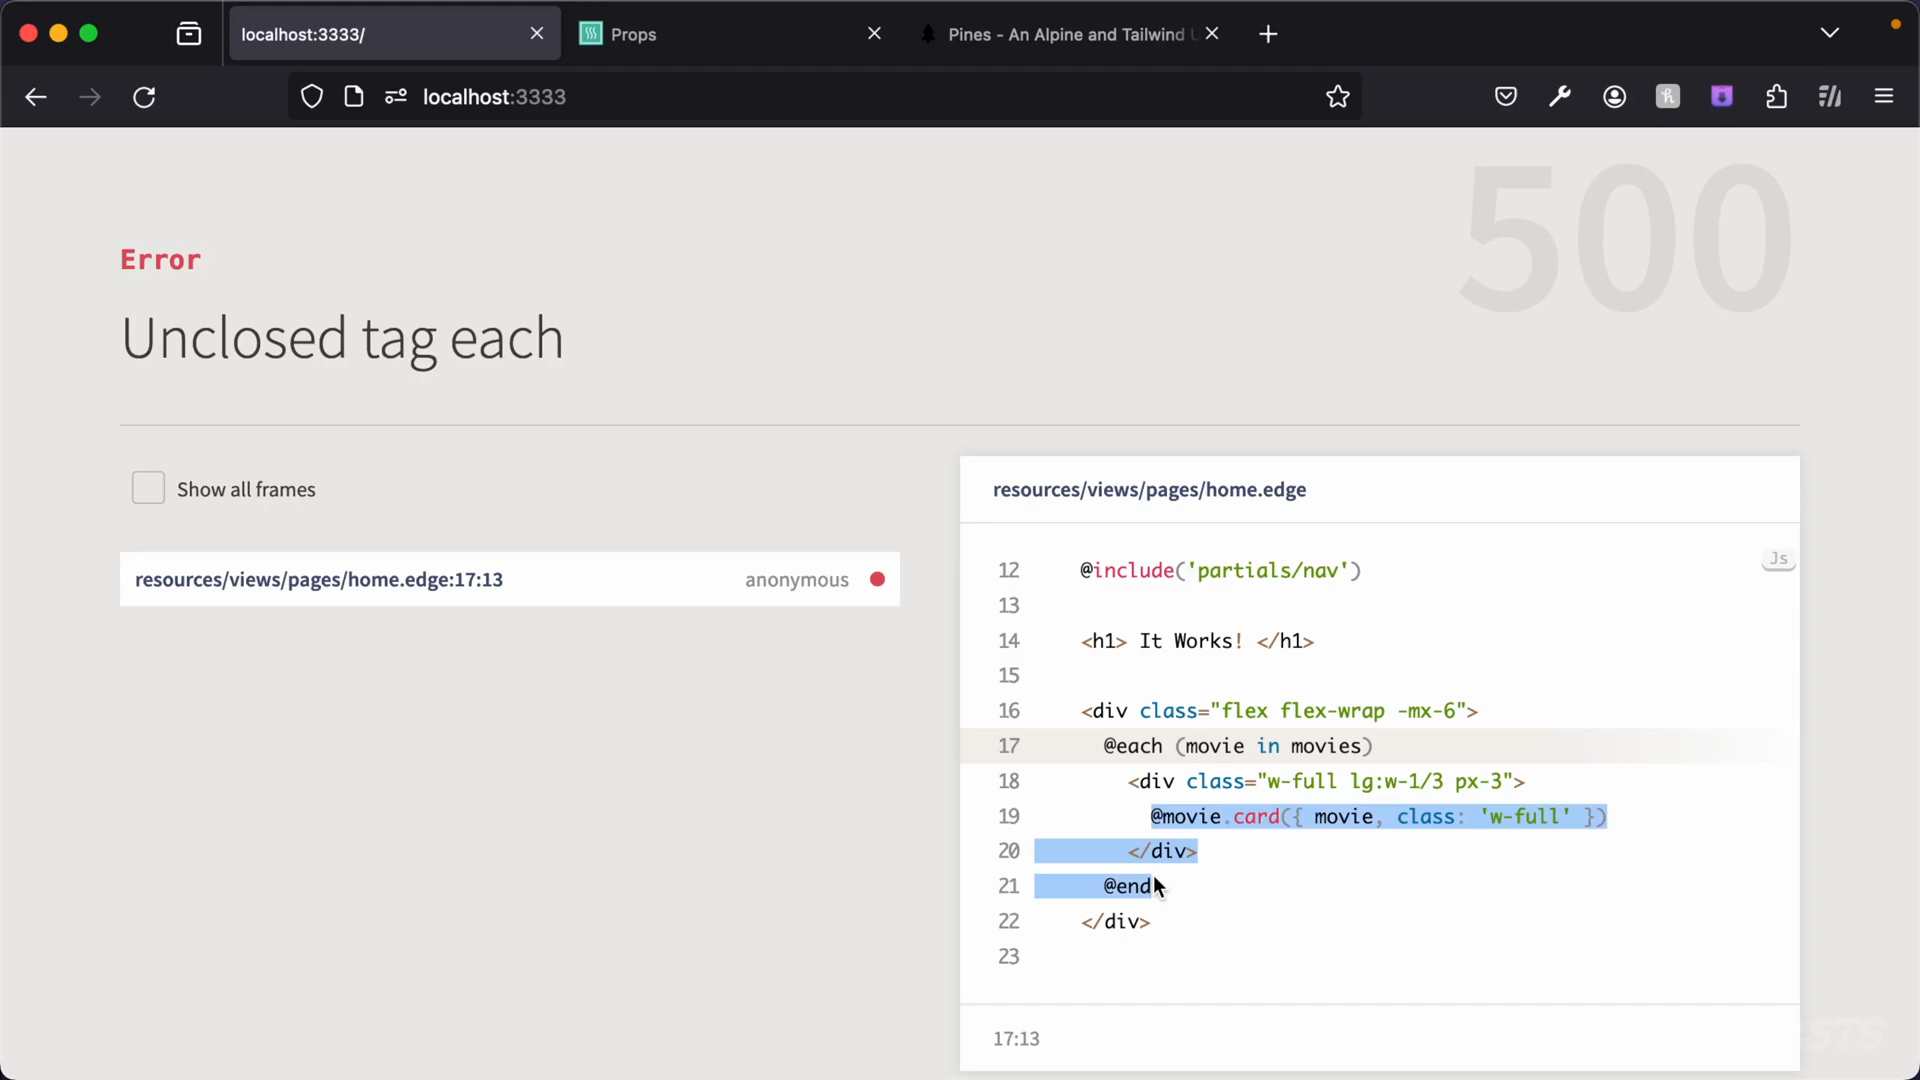 localhost:3333/
Props
Pines - An Alpine and Tailwind
localhost:3333
500
Error
Unclosed tag each
Show all frames
resources/views/pages/home.edge:17:13 anonymous
resources/views/pages/home.edge
Js
12 @include('partials/nav')
13
14 <h1> It Works! </h1>
15
16 <div class="flex flex-wrap -mx-6">
17 @each (movie in movies)
18 <div class="w-full lg:w-1/3 px-3">
19 @movie.card({ movie, class: 'w-full' })
20 </div>
21 @end
22 </div>
23
17:13